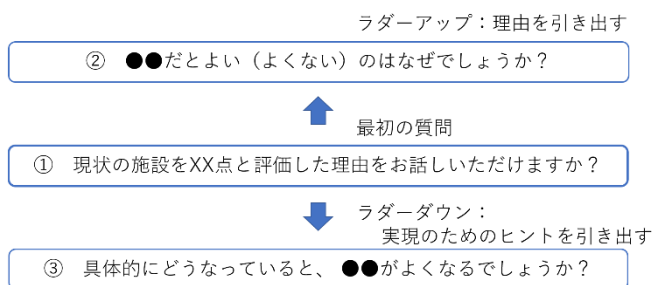 ラダーアップ：理由を引き出す
② ●●だとよい（よくない）のはなぜでしょうか？
最初の質問
① 現状の施設をXX点と評価した理由をお話しいただけますか？
ラダーダウン：
実現のためのヒントを引き出す
③ 具体的にどうなっていると、 ●●がよくなるでしょうか？